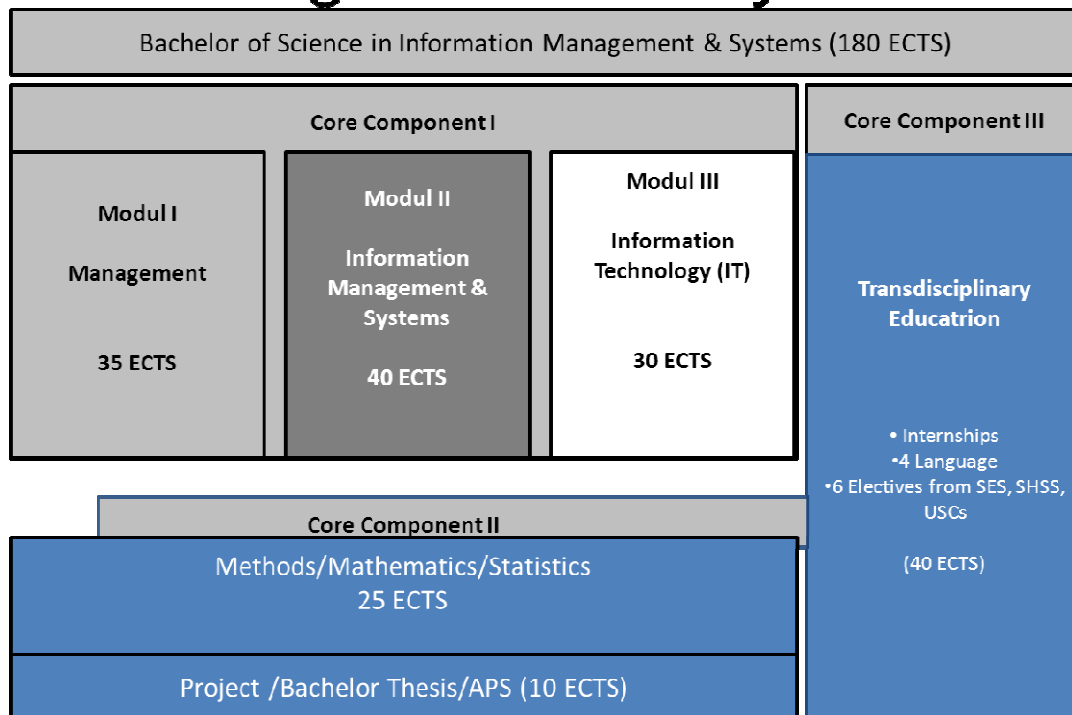 Bachelor of Science in Information Management & Systems (180 ECTS)
Core Component I
Modul I
Management
35 ECTS
Modul II
Information
Management &
Systems
40 ECTS
Modul III
Information
Technology (IT)
30 ECTS
Core Component III
Transdisciplinary
Educatrion
• Internships
•4 Language
•6 Electives from SES, SHSS,
USCs
(40 ECTS)
Core Component II
Methods/Mathematics/Statistics
25 ECTS
Project /Bachelor Thesis/APS (10 ECTS)